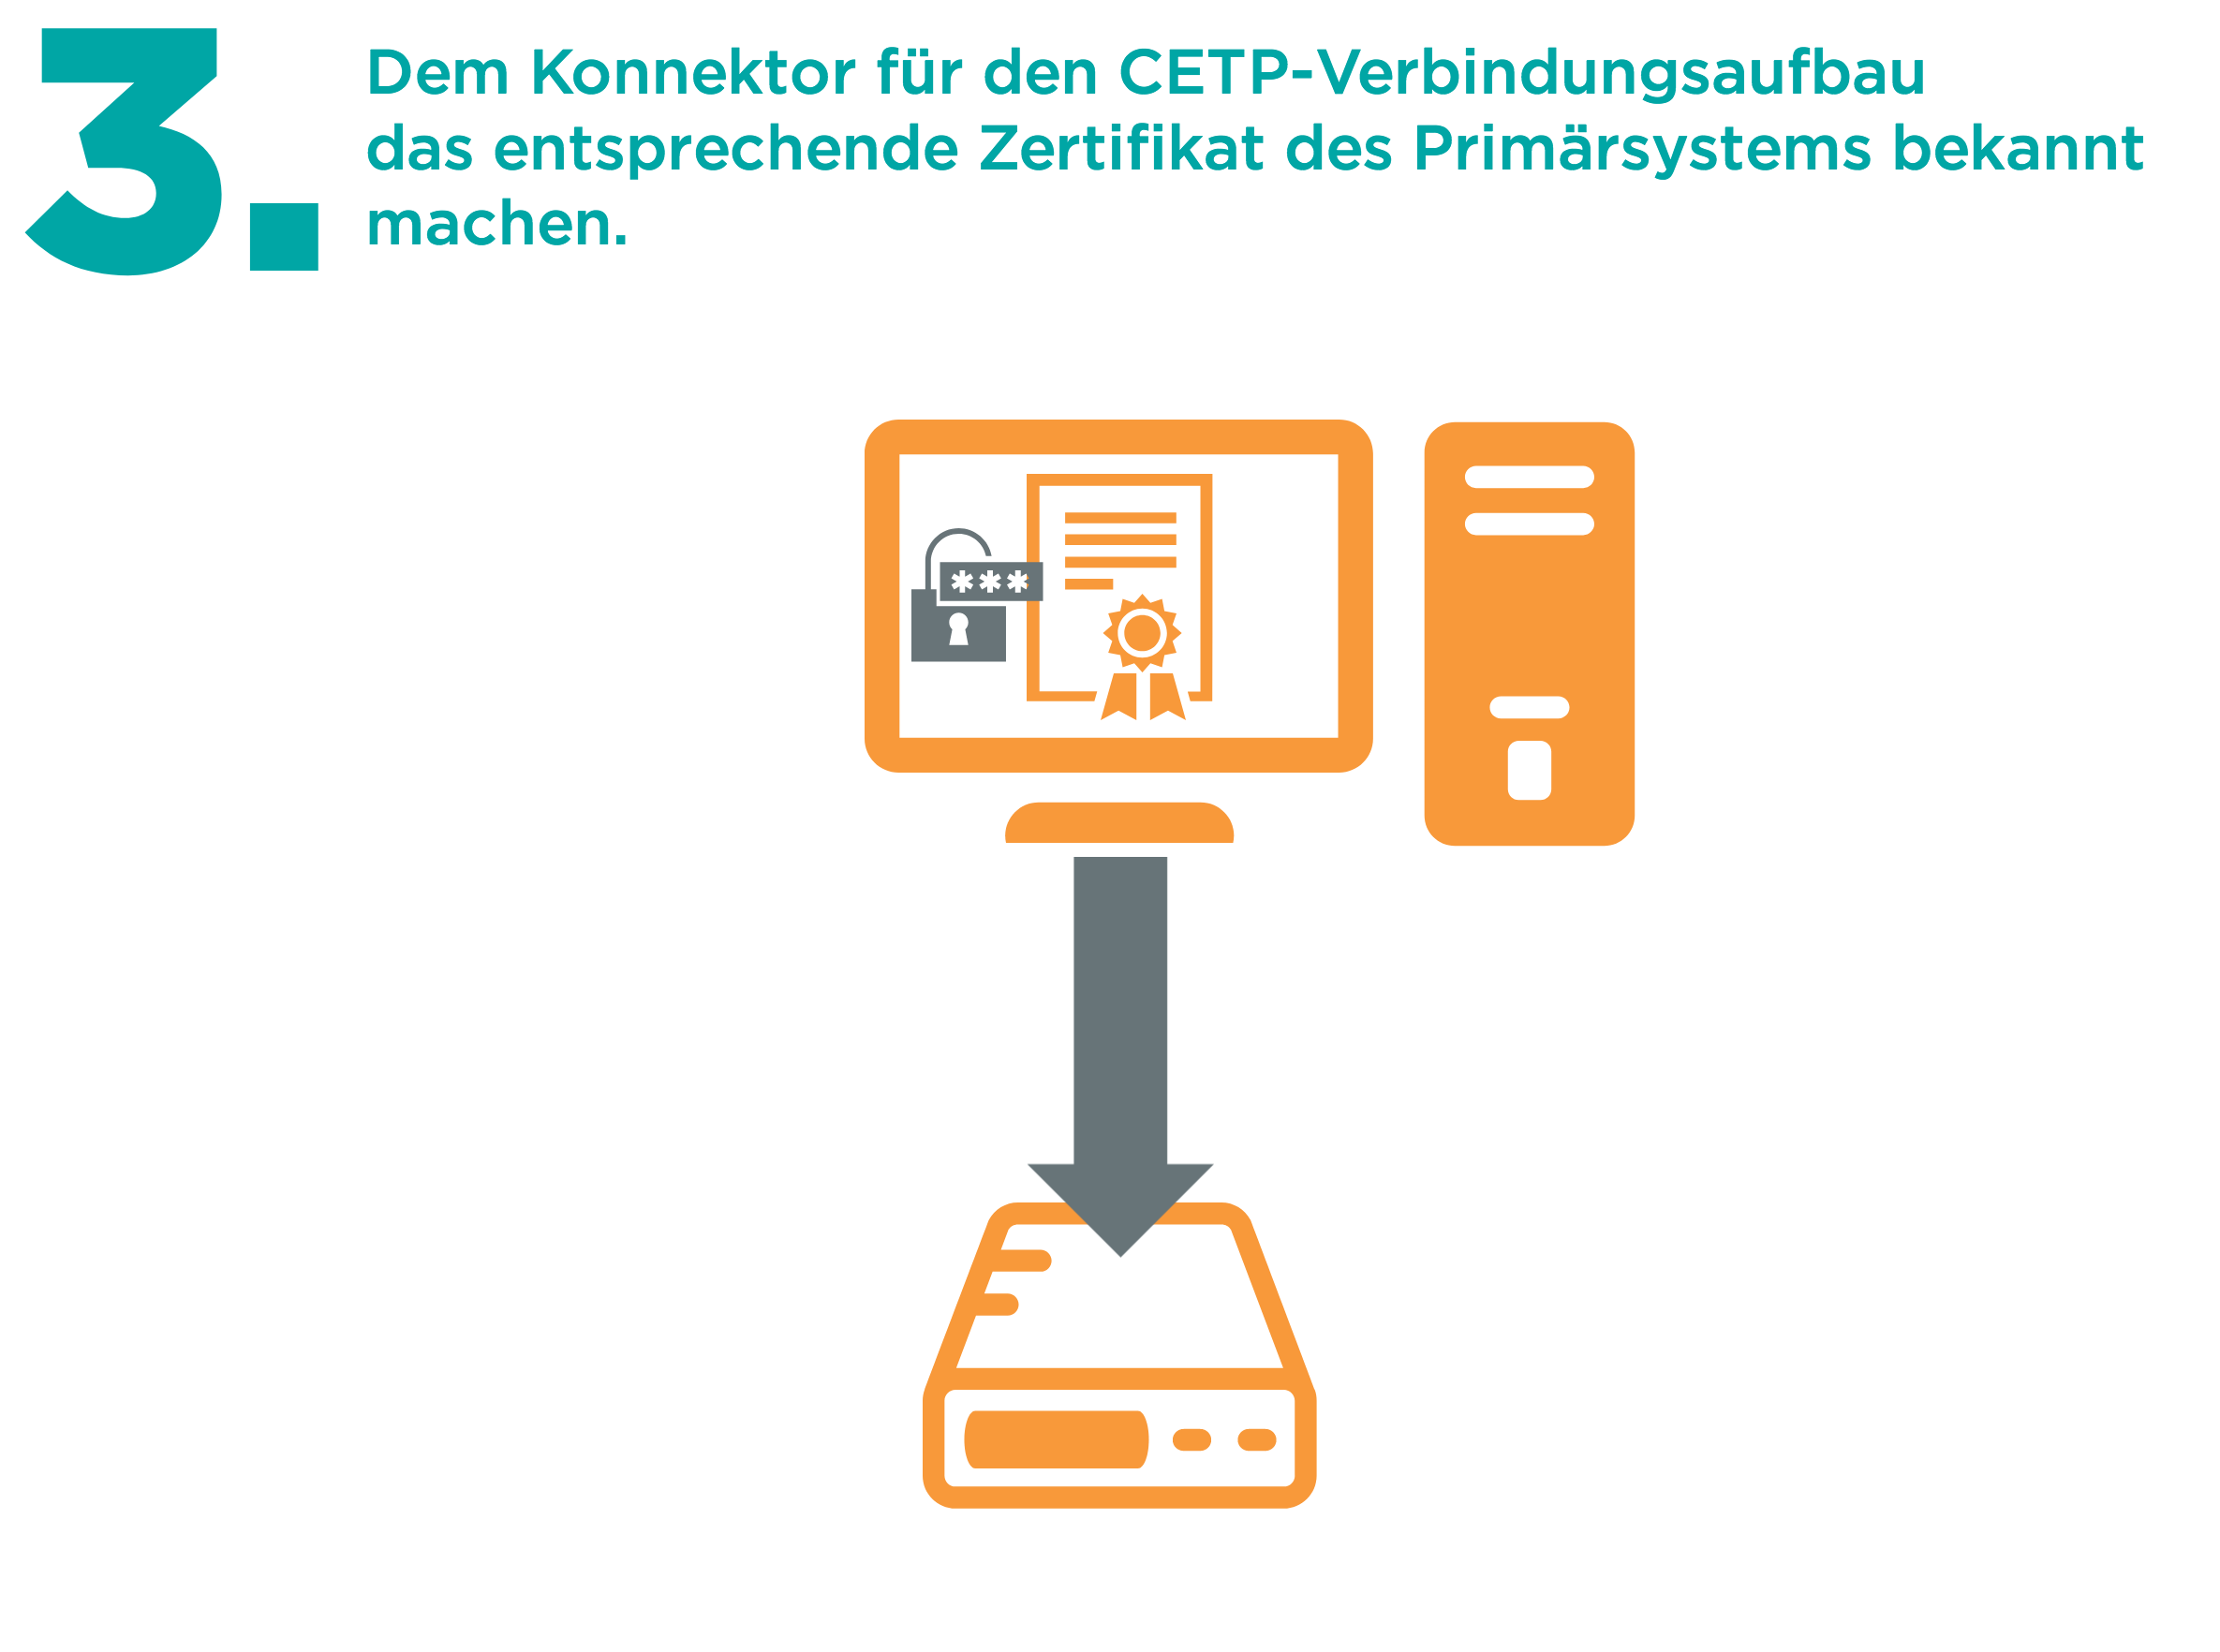 3.
Dem Konnektor für den CETP-Verbindungsaufbau
das entsprechende Zertifikat des Primärsystems bekannt
machen.
***